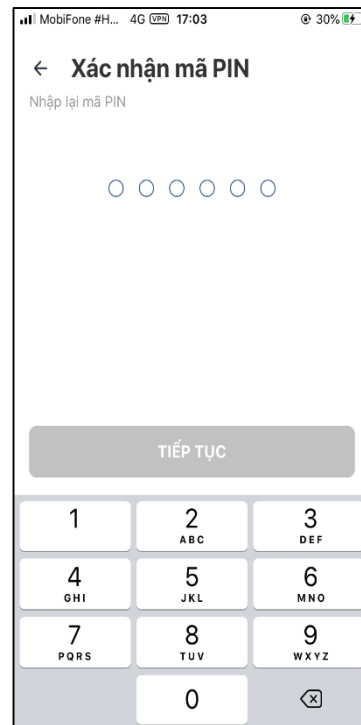 MobiFone #H... 4G VPN 17:03 30%
Xác nhận mã PIN
Nhập lại mã PIN
TIẾP TỤC
1 2 3
ABC DEF
4 5 6
GHI JKL MNO
7 8 9
PQRS TUV WXYZ
0